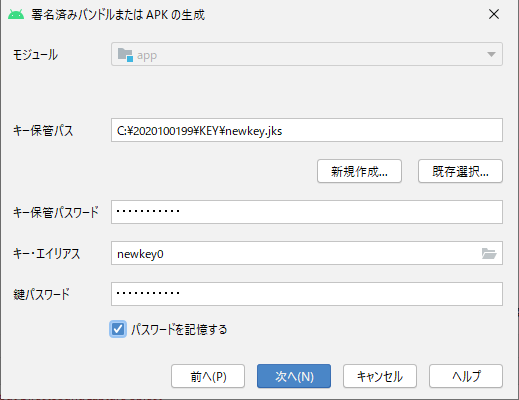 署名済みバンドルまたは APK の生成
モジュール
app
キー保管パス
C:¥2020100199¥KEY¥newkey.jks
新規作成...
既存選択...
キー保管パスワード
•••••••••••
キー・エイリアス
newkey0
鍵パスワード
•••••••••••
パスワードを記憶する
前へ(P)
次へ(N)
キャンセル
ヘルプ